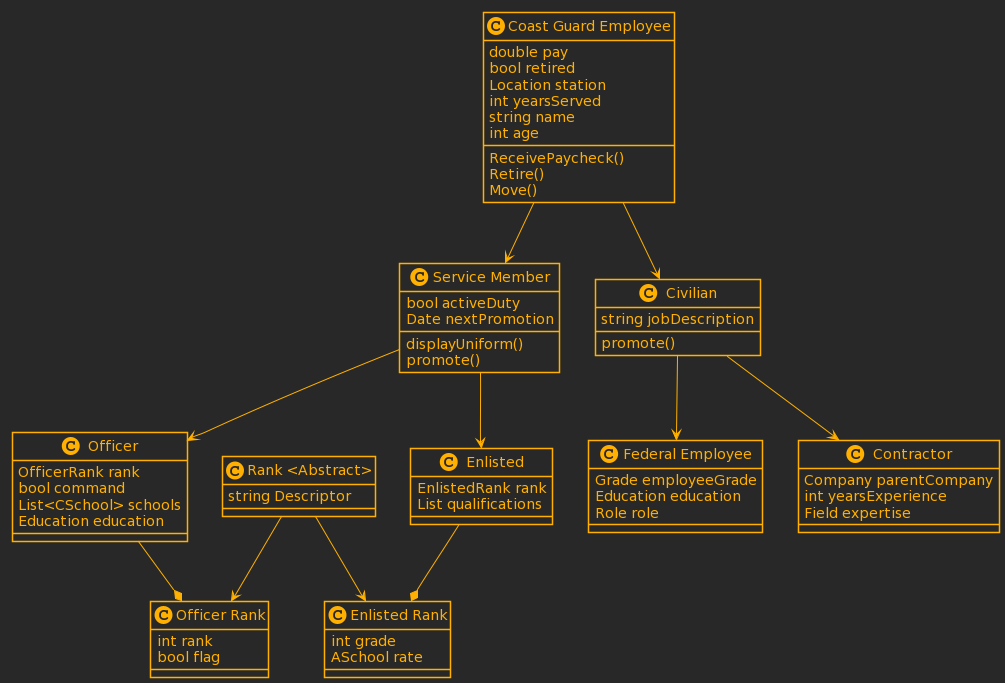 C Coast Guard Employee
double pay
bool retired
Location station
int yearsServed
string name
int age
ReceivePaycheck()
Retire()
Move()
C Service Member
bool activeDuty
Date nextPromotion
displayUniform()
promote()
C Civilian
string jobDescription
promote()
C Officer
OfficerRank rank
bool command
List<CSchool> schools
Education education
C Rank <Abstract>
string Descriptor
C Enlisted
EnlistedRank rank
List qualifications
C Federal Employee
Grade employeeGrade
Education education
Role role
C Contractor
Company parentCompany
int yearsExperience
Field expertise
C Officer Rank
int rank
bool flag
C Enlisted Rank
int grade
ASchool rate